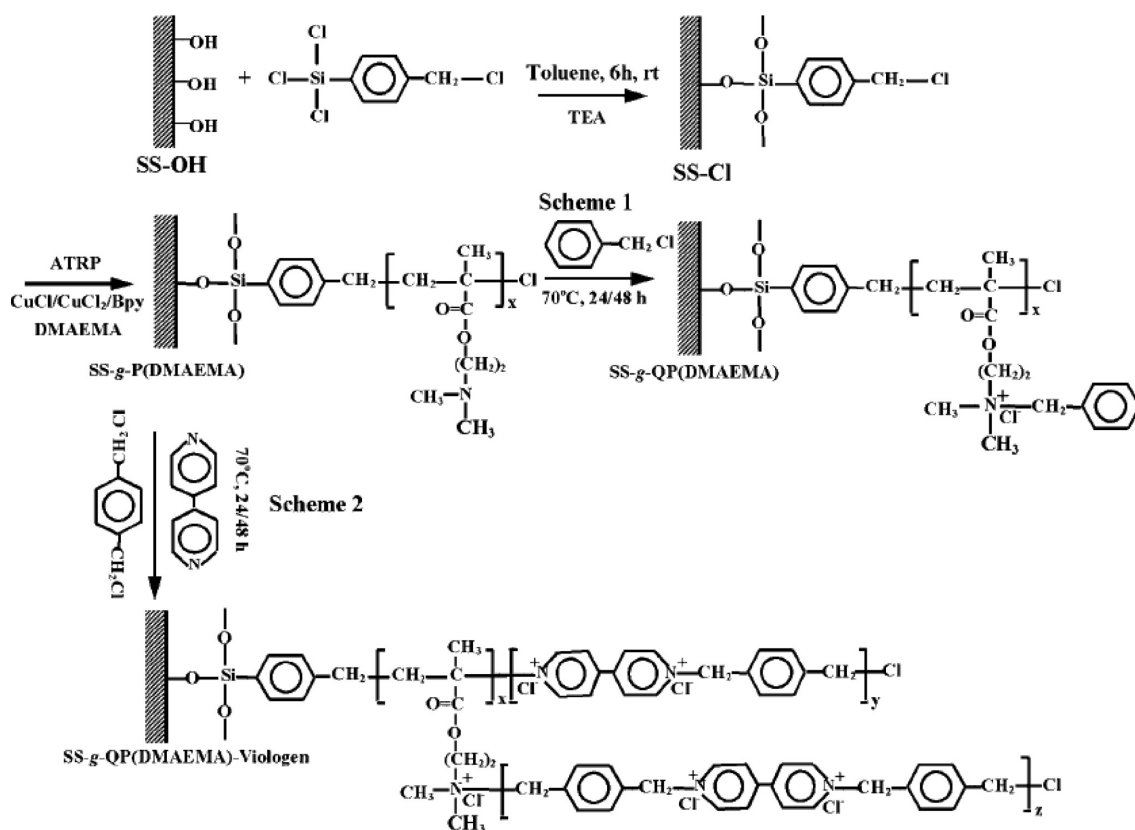 OH
OH
OH
SS-OH
+
Cl
Cl
Si
Cl
CH₂
Cl
Toluene, 6h, rt
TEA
O
O
Si
O
CH₂
Cl
SS-Cl
Scheme 1
ATRP
CuCl/CuCl₂/Bpy
DMAEMA
O
O
Si
O
CH₂
CH₂
CH₃
C
Cl
x
O=C
O
(CH₂)₂
N
CH₃
CH₃
SS-g-P(DMAEMA)
CH₂ Cl
70°C, 24/48 h
O
O
Si
O
CH₂
CH₂
CH₃
C
Cl
x
O=C
O
(CH₂)₂
CH₃
N⁺
Cl⁻
CH₂
CH₃
SS-g-QP(DMAEMA)
CH₂Cl
CH₂Cl
N
N
70°C, 24/48 h
Scheme 2
O
O
Si
O
CH₂
CH₂
CH₃
C
x
N⁺
Cl⁻
N⁺
Cl⁻
CH₂
CH₂
Cl
y
O=C
O
(CH₂)₂
SS-g-QP(DMAEMA)-Viologen
CH₃
N⁺
Cl⁻
CH₃
CH₂
CH₂
N⁺
Cl⁻
N⁺
Cl⁻
CH₂
CH₂
Cl
z